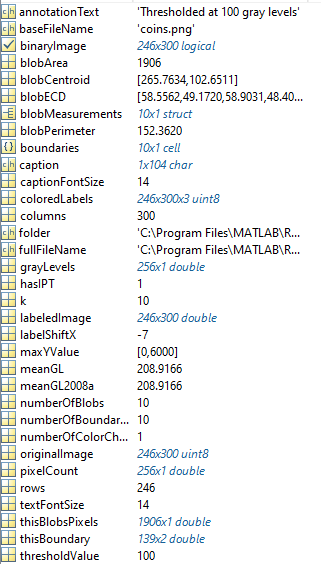 annotationText 'Thresholded at 100 gray levels'
baseFileName 'coins.png'
binaryImage 246x300 logical
blobArea 1906
blobCentroid [265.7634,102.6511]
blobECD [58.5562,49.1720,58.9031,48.40...
blobMeasurements 10x1 struct
blobPerimeter 152.3620
boundaries 10x1 cell
caption 1x104 char
captionFontSize 14
coloredLabels 246x300x3 uint8
columns 300
folder 'C:\Program Files\MATLAB\R...
fullFileName 'C:\Program Files\MATLAB\R...
grayLevels 256x1 double
hasIPT 1
k 10
labeledImage 246x300 double
labelShiftX -7
maxYValue [0,6000]
meanGL 208.9166
meanGL2008a 208.9166
numberOfBlobs 10
numberOfBoundar... 10
numberOfColorCh... 1
originalImage 246x300 uint8
pixelCount 256x1 double
rows 246
textFontSize 14
thisBlobsPixels 1906x1 double
thisBoundary 139x2 double
thresholdValue 100